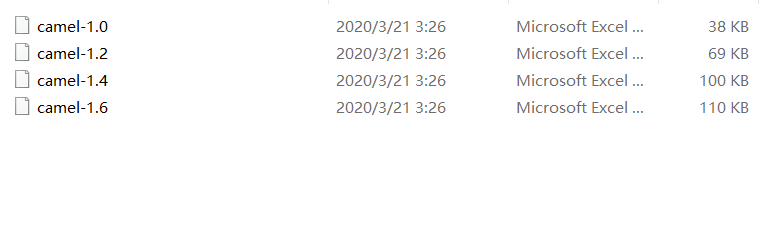 camel-1.0 2020/3/21 3:26 Microsoft Excel ... 38 KB
camel-1.2 2020/3/21 3:26 Microsoft Excel ... 69 KB
camel-1.4 2020/3/21 3:26 Microsoft Excel ... 100 KB
camel-1.6 2020/3/21 3:26 Microsoft Excel ... 110 KB